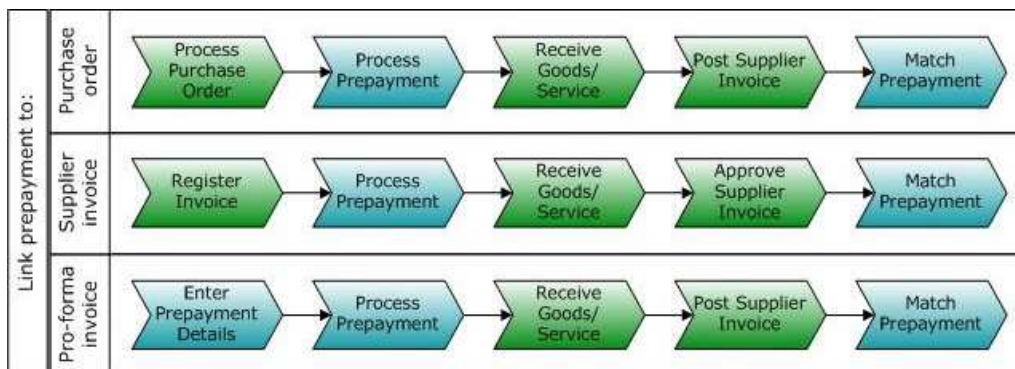 Link prepayment to:
Purchase
order
Process
Purchase
Order
Process
Prepayment
Receive
Goods/
Service
Post Supplier
Invoice
Match
Prepayment
Supplier
invoice
Register
Invoice
Process
Prepayment
Receive
Goods/
Service
Approve
Supplier
Invoice
Match
Prepayment
Pro-forma
invoice
Enter
Prepayment
Details
Process
Prepayment
Receive
Goods/
Service
Post Supplier
Invoice
Match
Prepayment